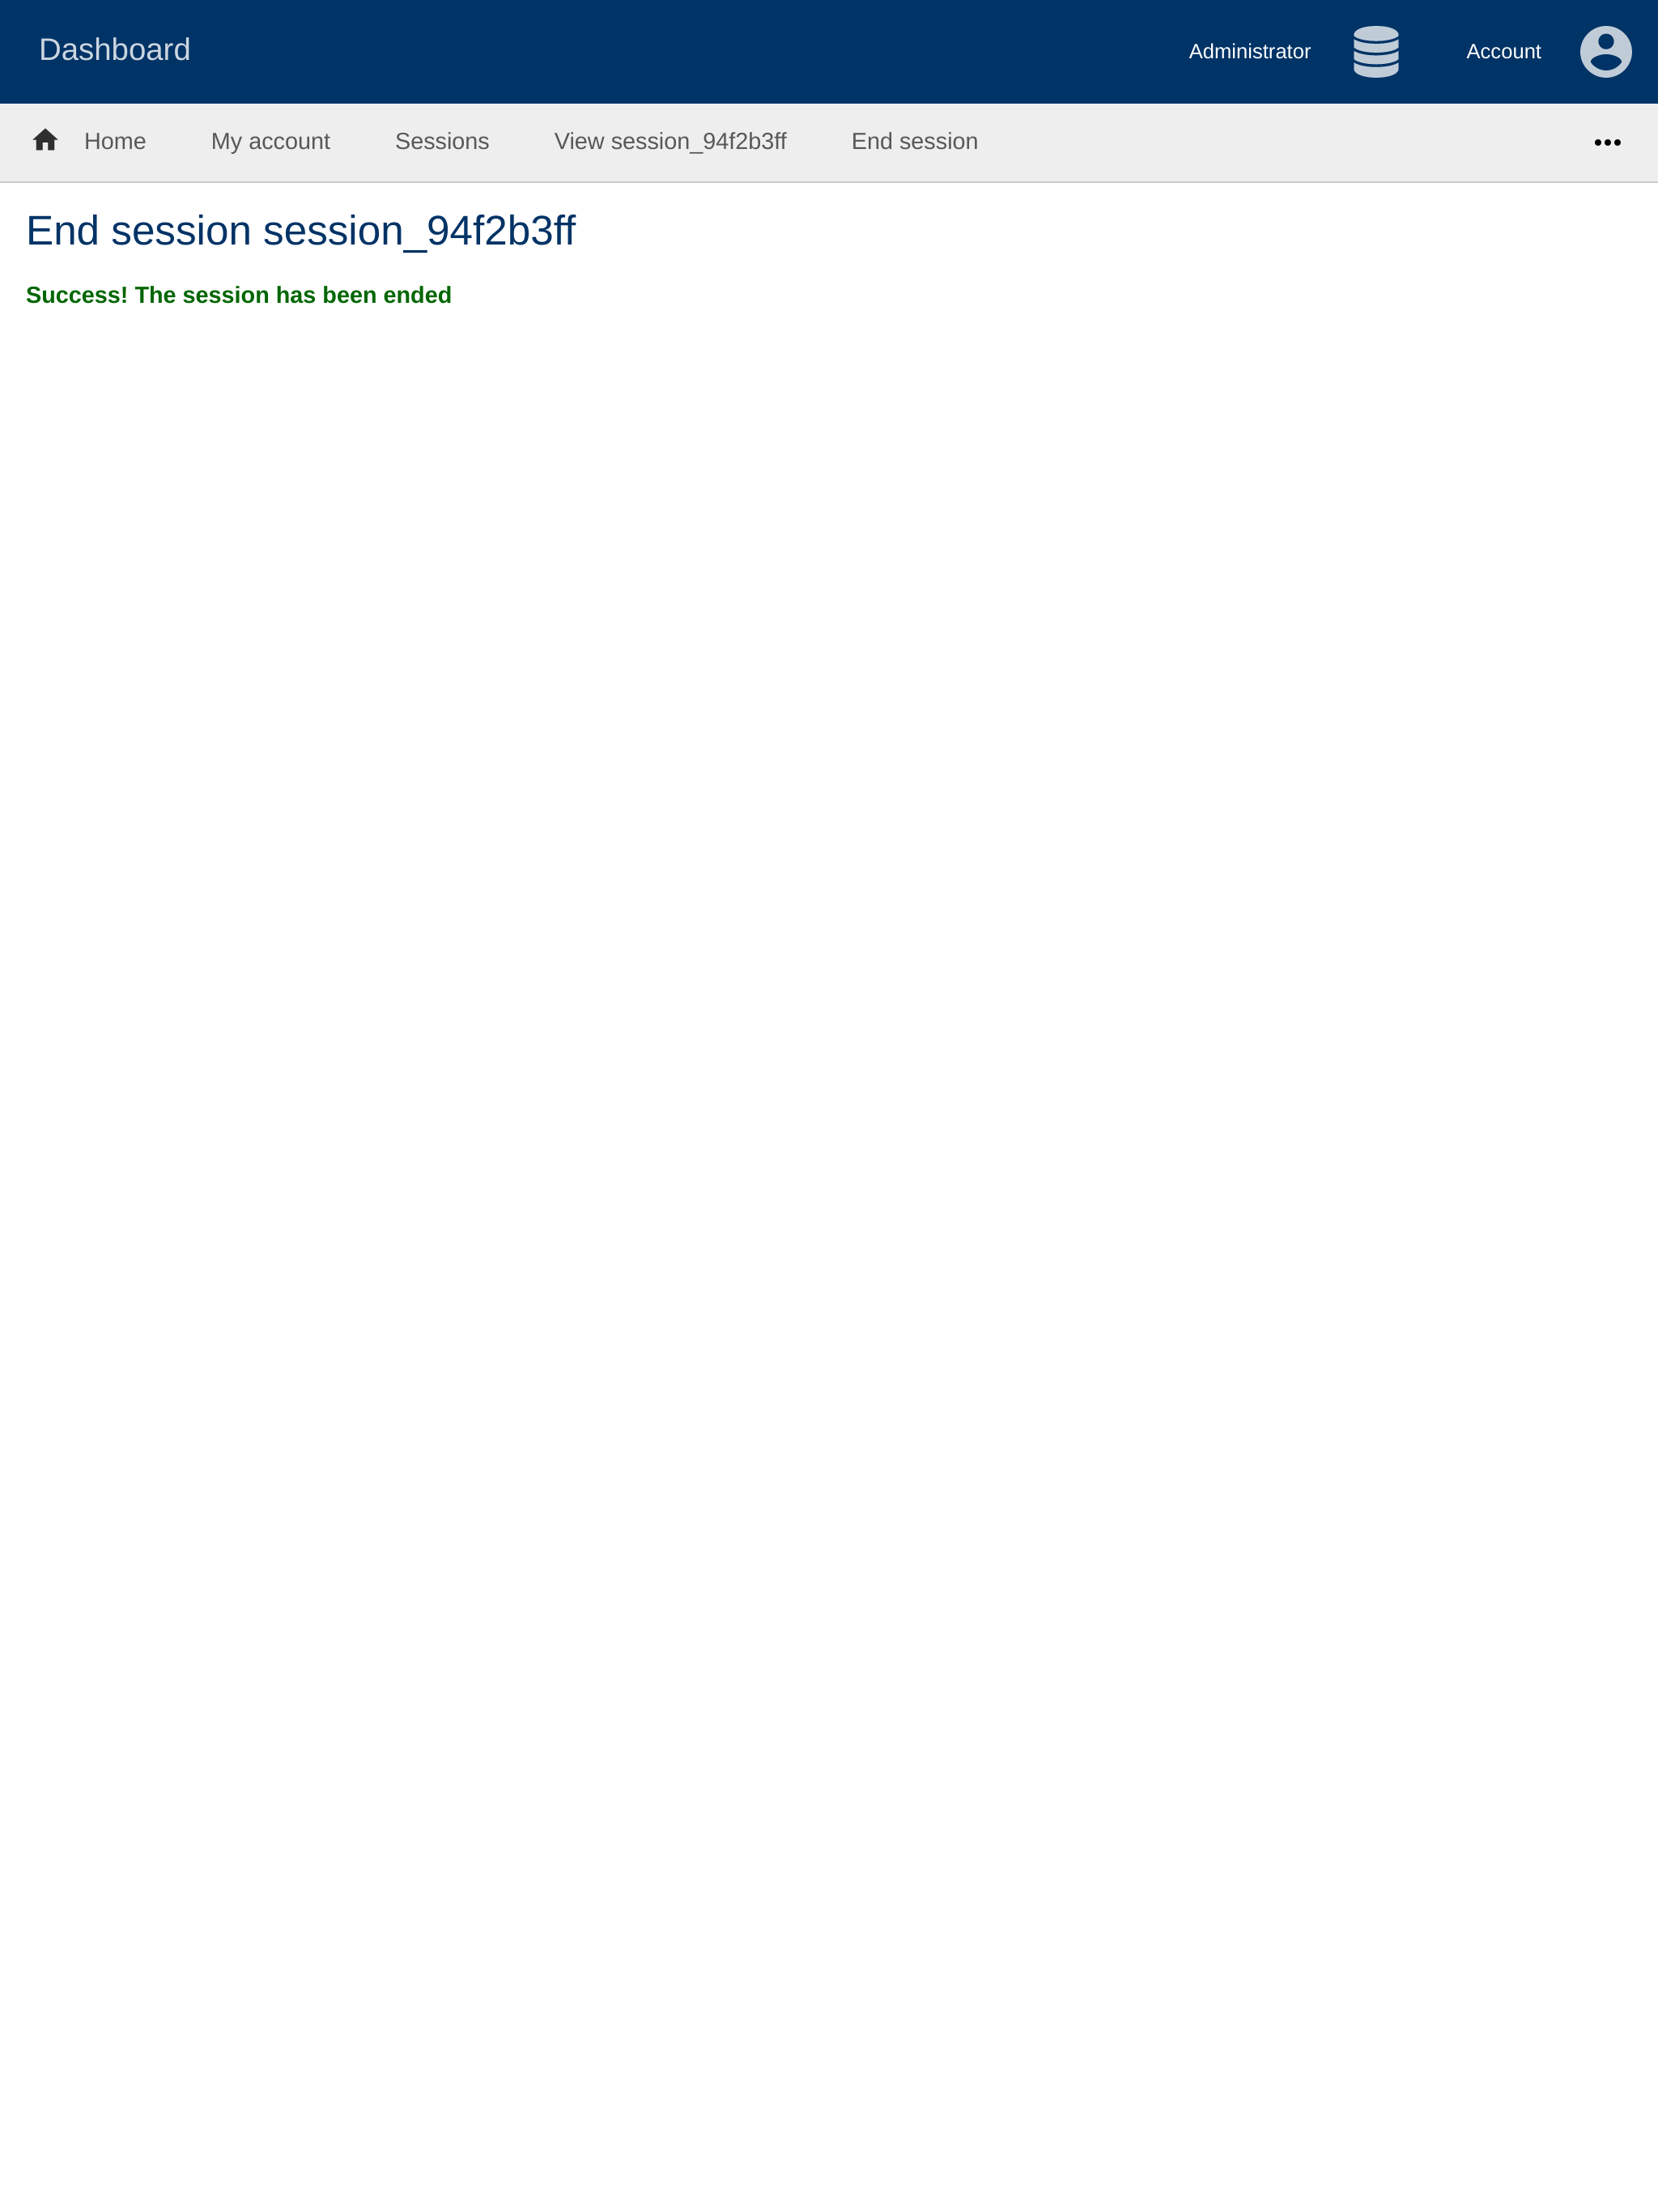 Dashboard Administrator Account
Home My account Sessions View session_94f2b3ff End session
End session session_94f2b3ff
Success! The session has been ended